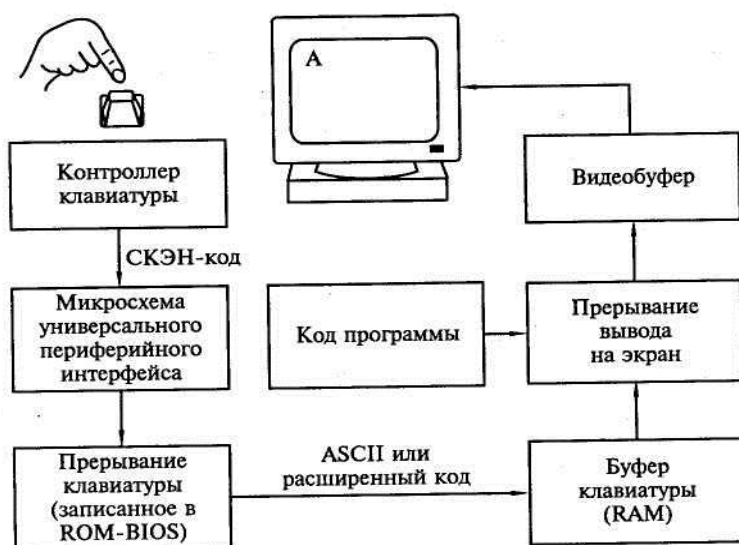 А
Контроллер
клавиатуры
СКЭН-код
Микросхема
универсального
периферийного
интерфейса
Прерывание
клавиатуры
(записанное в
ROM-BIOS)
ASCII или
расширенный код
Буфер
клавиатуры
(RAM)
Код программы
Прерывание
вывода
на экран
Видеобуфер